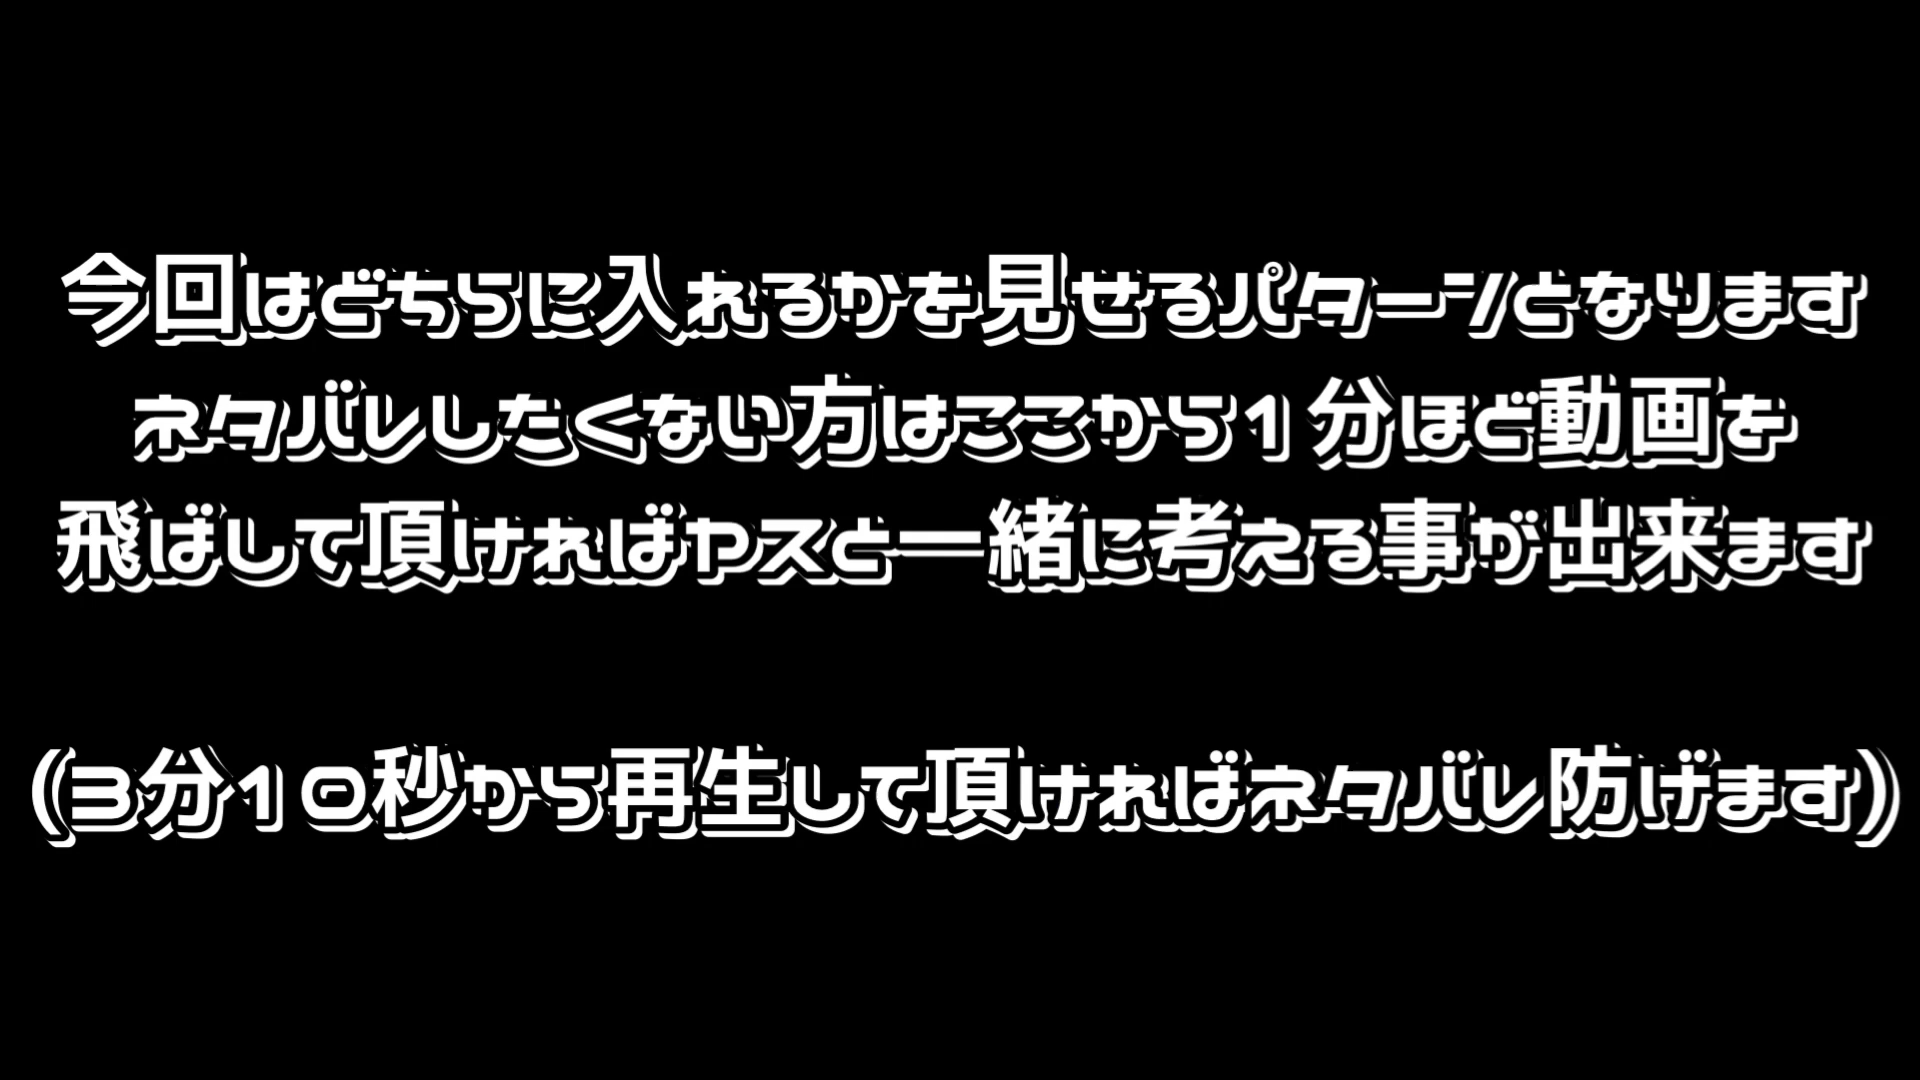 今回はどちらに入れるかを見せるパターンとなります
ネタバレしたくない方はここから1分ほど動画を
飛ばして頂ければヤスと一緒に考える事が出来ます
(3分10秒から再生して頂ければネタバレ防げます)